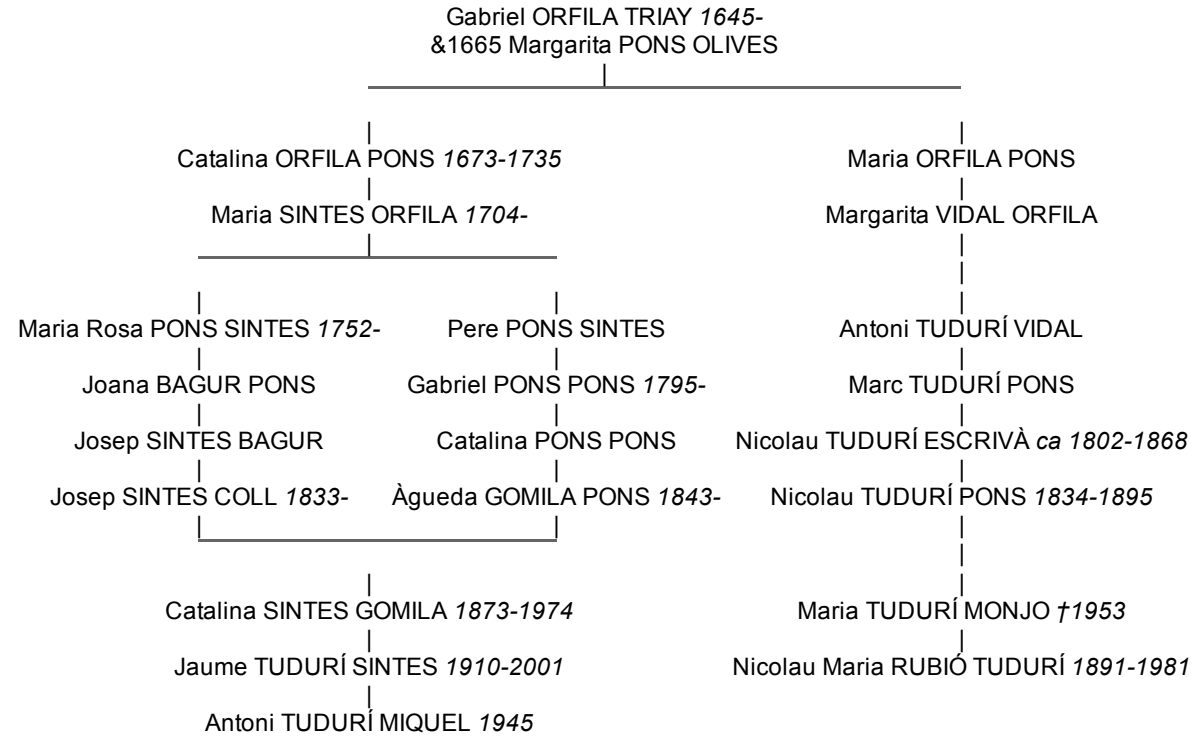 Gabriel ORFILA TRIAY 1645-
&1665 Margarita PONS OLIVES
Catalina ORFILA PONS 1673-1735 Maria ORFILA PONS
Maria SINTES ORFILA 1704- Margarita VIDAL ORFILA
Maria Rosa PONS SINTES 1752- Pere PONS SINTES Antoni TUDURÍ VIDAL
Joana BAGUR PONS Gabriel PONS PONS 1795- Marc TUDURÍ PONS
Josep SINTES BAGUR Catalina PONS PONS Nicolau TUDURÍ ESCRIVÀ ca 1802-1868
Josep SINTES COLL 1833- Àgueda GOMILA PONS 1843- Nicolau TUDURÍ PONS 1834-1895
Catalina SINTES GOMILA 1873-1974 Maria TUDURÍ MONJO †1953
Jaume TUDURÍ SINTES 1910-2001 Nicolau Maria RUBIÓ TUDURÍ 1891-1981
Antoni TUDURÍ MIQUEL 1945